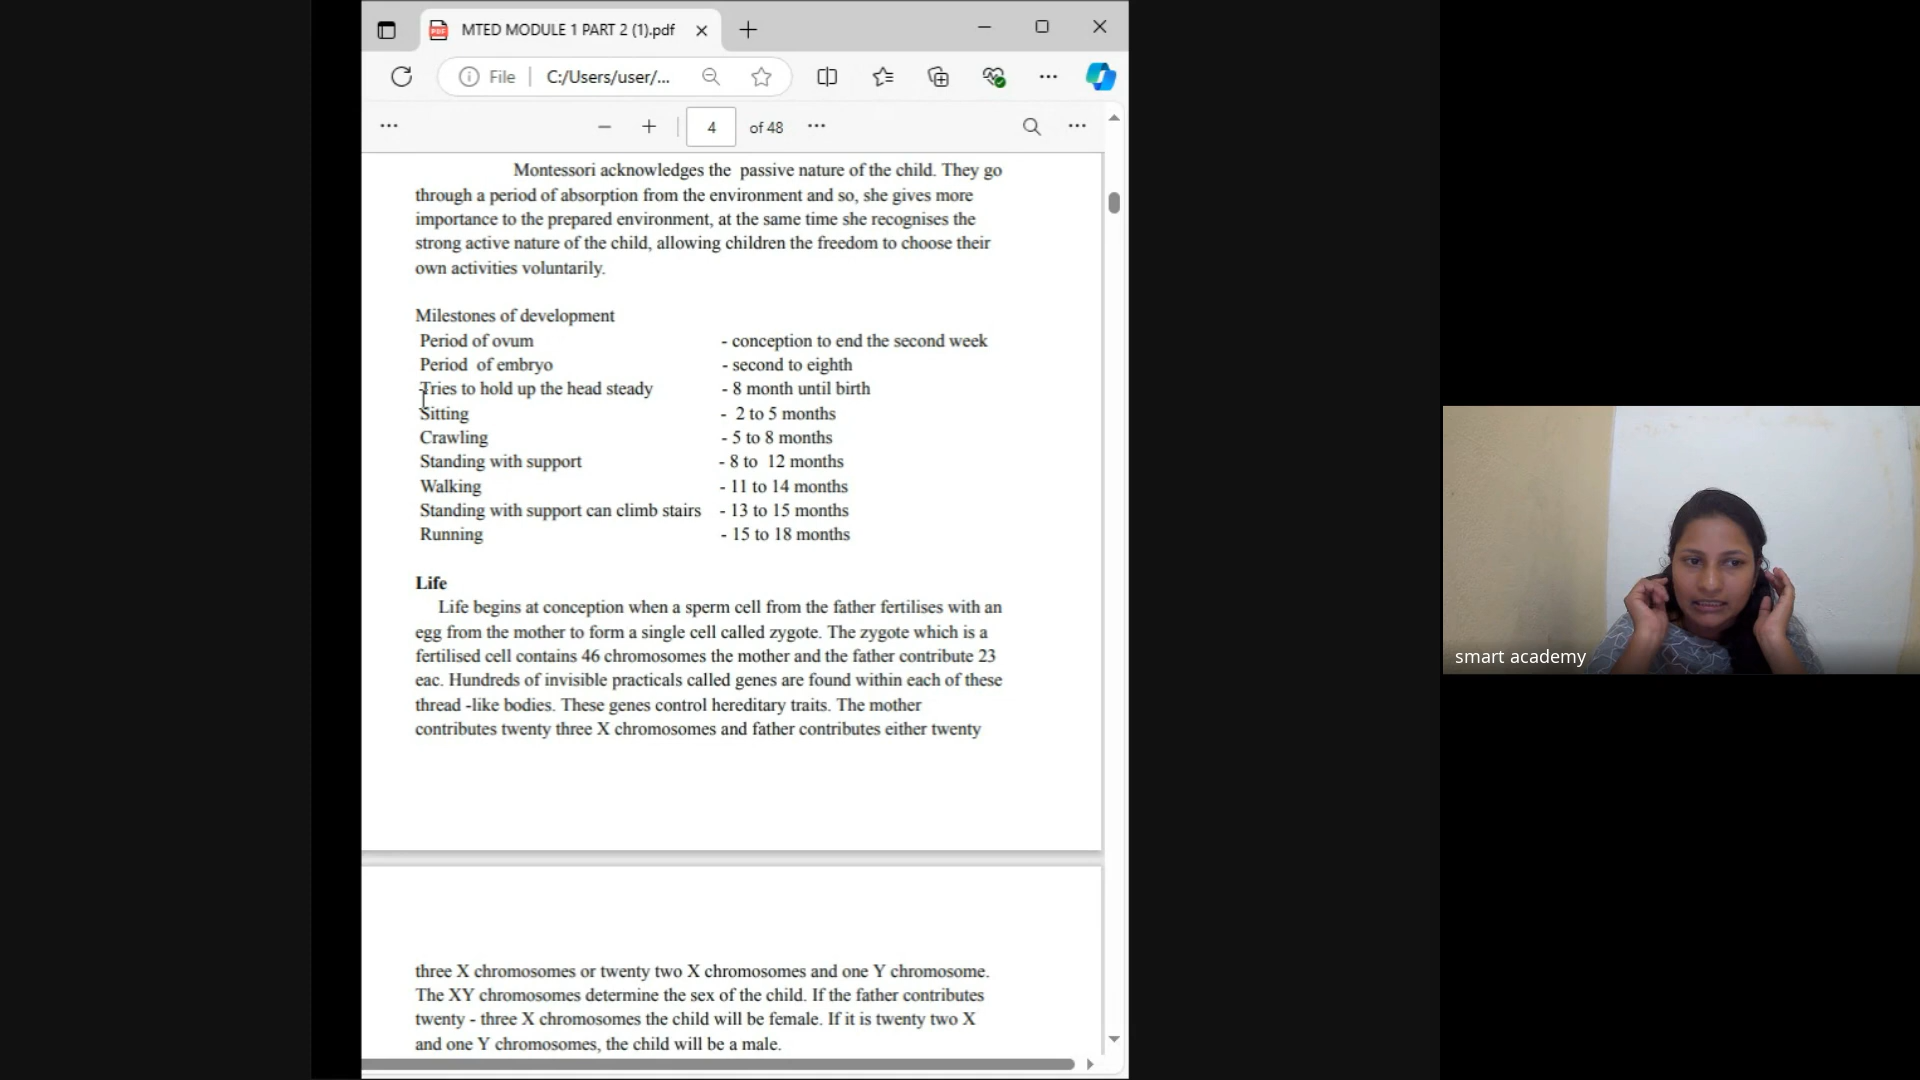 MTED MODULE 1 PART 2 (1).pdf
File
C:/Users/user/...
4 of 48
Montessori acknowledges the passive nature of the child. They go
through a period of absorption from the environment and so, she gives more
importance to the prepared environment, at the same time she recognises the
strong active nature of the child, allowing children the freedom to choose their
own activities voluntarily.
Milestones of development
Period of ovum - conception to end the second week
Period of embryo - second to eighth
Tries to hold up the head steady - 8 month until birth
Sitting - 2 to 5 months
Crawling - 5 to 8 months
Standing with support - 8 to 12 months
Walking - 11 to 14 months
Standing with support can climb stairs - 13 to 15 months
Running - 15 to 18 months
Life
Life begins at conception when a sperm cell from the father fertilises with an
egg from the mother to form a single cell called zygote. The zygote which is a
fertilised cell contains 46 chromosomes the mother and the father contribute 23
eac. Hundreds of invisible practicals called genes are found within each of these
thread -like bodies. These genes control hereditary traits. The mother
contributes twenty three X chromosomes and father contributes either twenty
three X chromosomes or twenty two X chromosomes and one Y chromosome.
The XY chromosomes determine the sex of the child. If the father contributes
twenty - three X chromosomes the child will be female. If it is twenty two X
and one Y chromosomes, the child will be a male.
smart academy